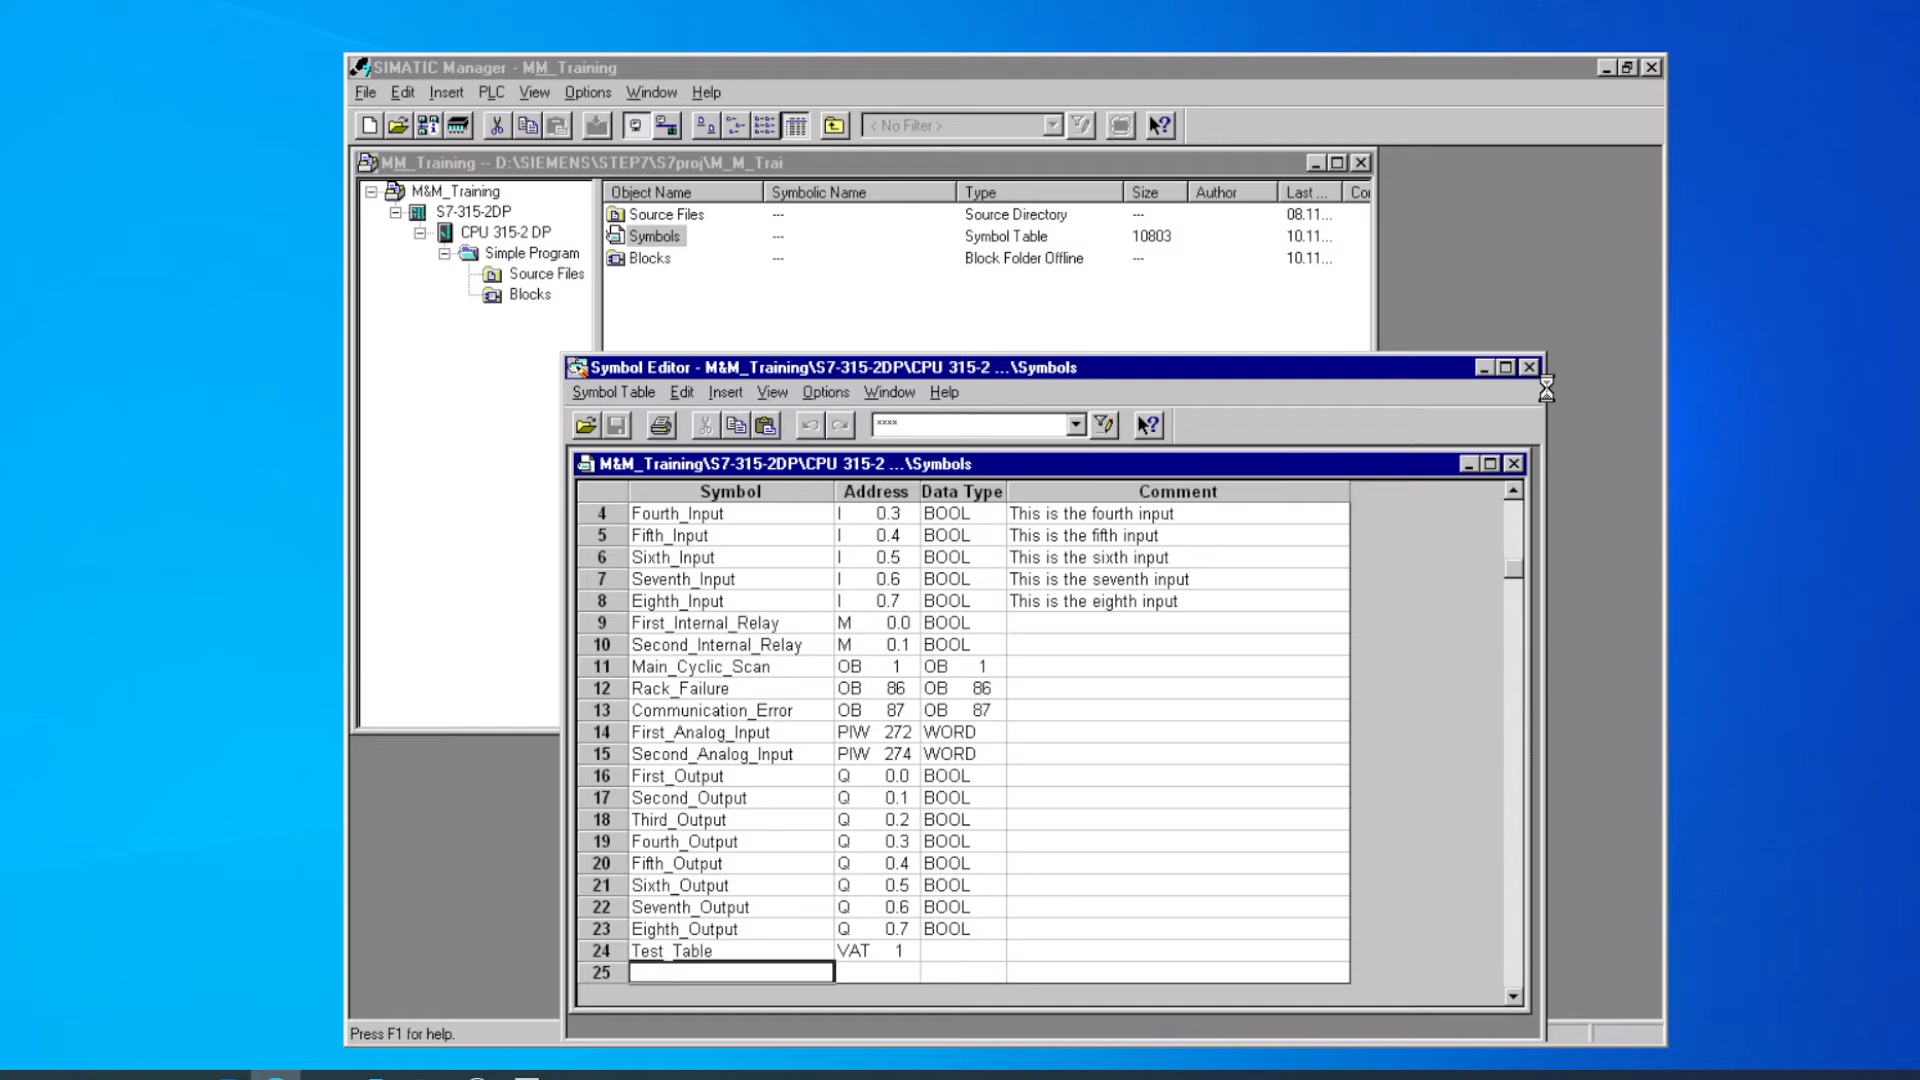 SIMATIC Manager - MM_Training
File Edit Insert PLC View Options Window Help
< No Filter >
MM_Training -- D:\SIEMENS\STEP7\S7proj\M_M_Trai
M&M_Training
S7-315-2DP
CPU 315-2 DP
Simple Program
Source Files
Blocks
Object Name Symbolic Name Type Size Author Last ... Co
Source Files --- Source Directory --- 08.11...
Symbols --- Symbol Table 10803 10.11...
Blocks --- Block Folder Offline --- 10.11...
Symbol Editor - M&M_Training\S7-315-2DP\CPU 315-2 ...\Symbols
Symbol Table Edit Insert View Options Window Help
****
M&M_Training\S7-315-2DP\CPU 315-2 ...\Symbols
Symbol Address Data Type Comment
4 Fourth_Input I 0.3 BOOL This is the fourth input
5 Fifth_Input I 0.4 BOOL This is the fifth input
6 Sixth_Input I 0.5 BOOL This is the sixth input
7 Seventh_Input I 0.6 BOOL This is the seventh input
8 Eighth_Input I 0.7 BOOL This is the eighth input
9 First_Internal_Relay M 0.0 BOOL
10 Second_Internal_Relay M 0.1 BOOL
11 Main_Cyclic_Scan OB 1 OB 1
12 Rack_Failure OB 86 OB 86
13 Communication_Error OB 87 OB 87
14 First_Analog_Input PIW 272 WORD
15 Second_Analog_Input PIW 274 WORD
16 First_Output Q 0.0 BOOL
17 Second_Output Q 0.1 BOOL
18 Third_Output Q 0.2 BOOL
19 Fourth_Output Q 0.3 BOOL
20 Fifth_Output Q 0.4 BOOL
21 Sixth_Output Q 0.5 BOOL
22 Seventh_Output Q 0.6 BOOL
23 Eighth_Output Q 0.7 BOOL
24 Test_Table VAT 1
25
Press F1 for help.